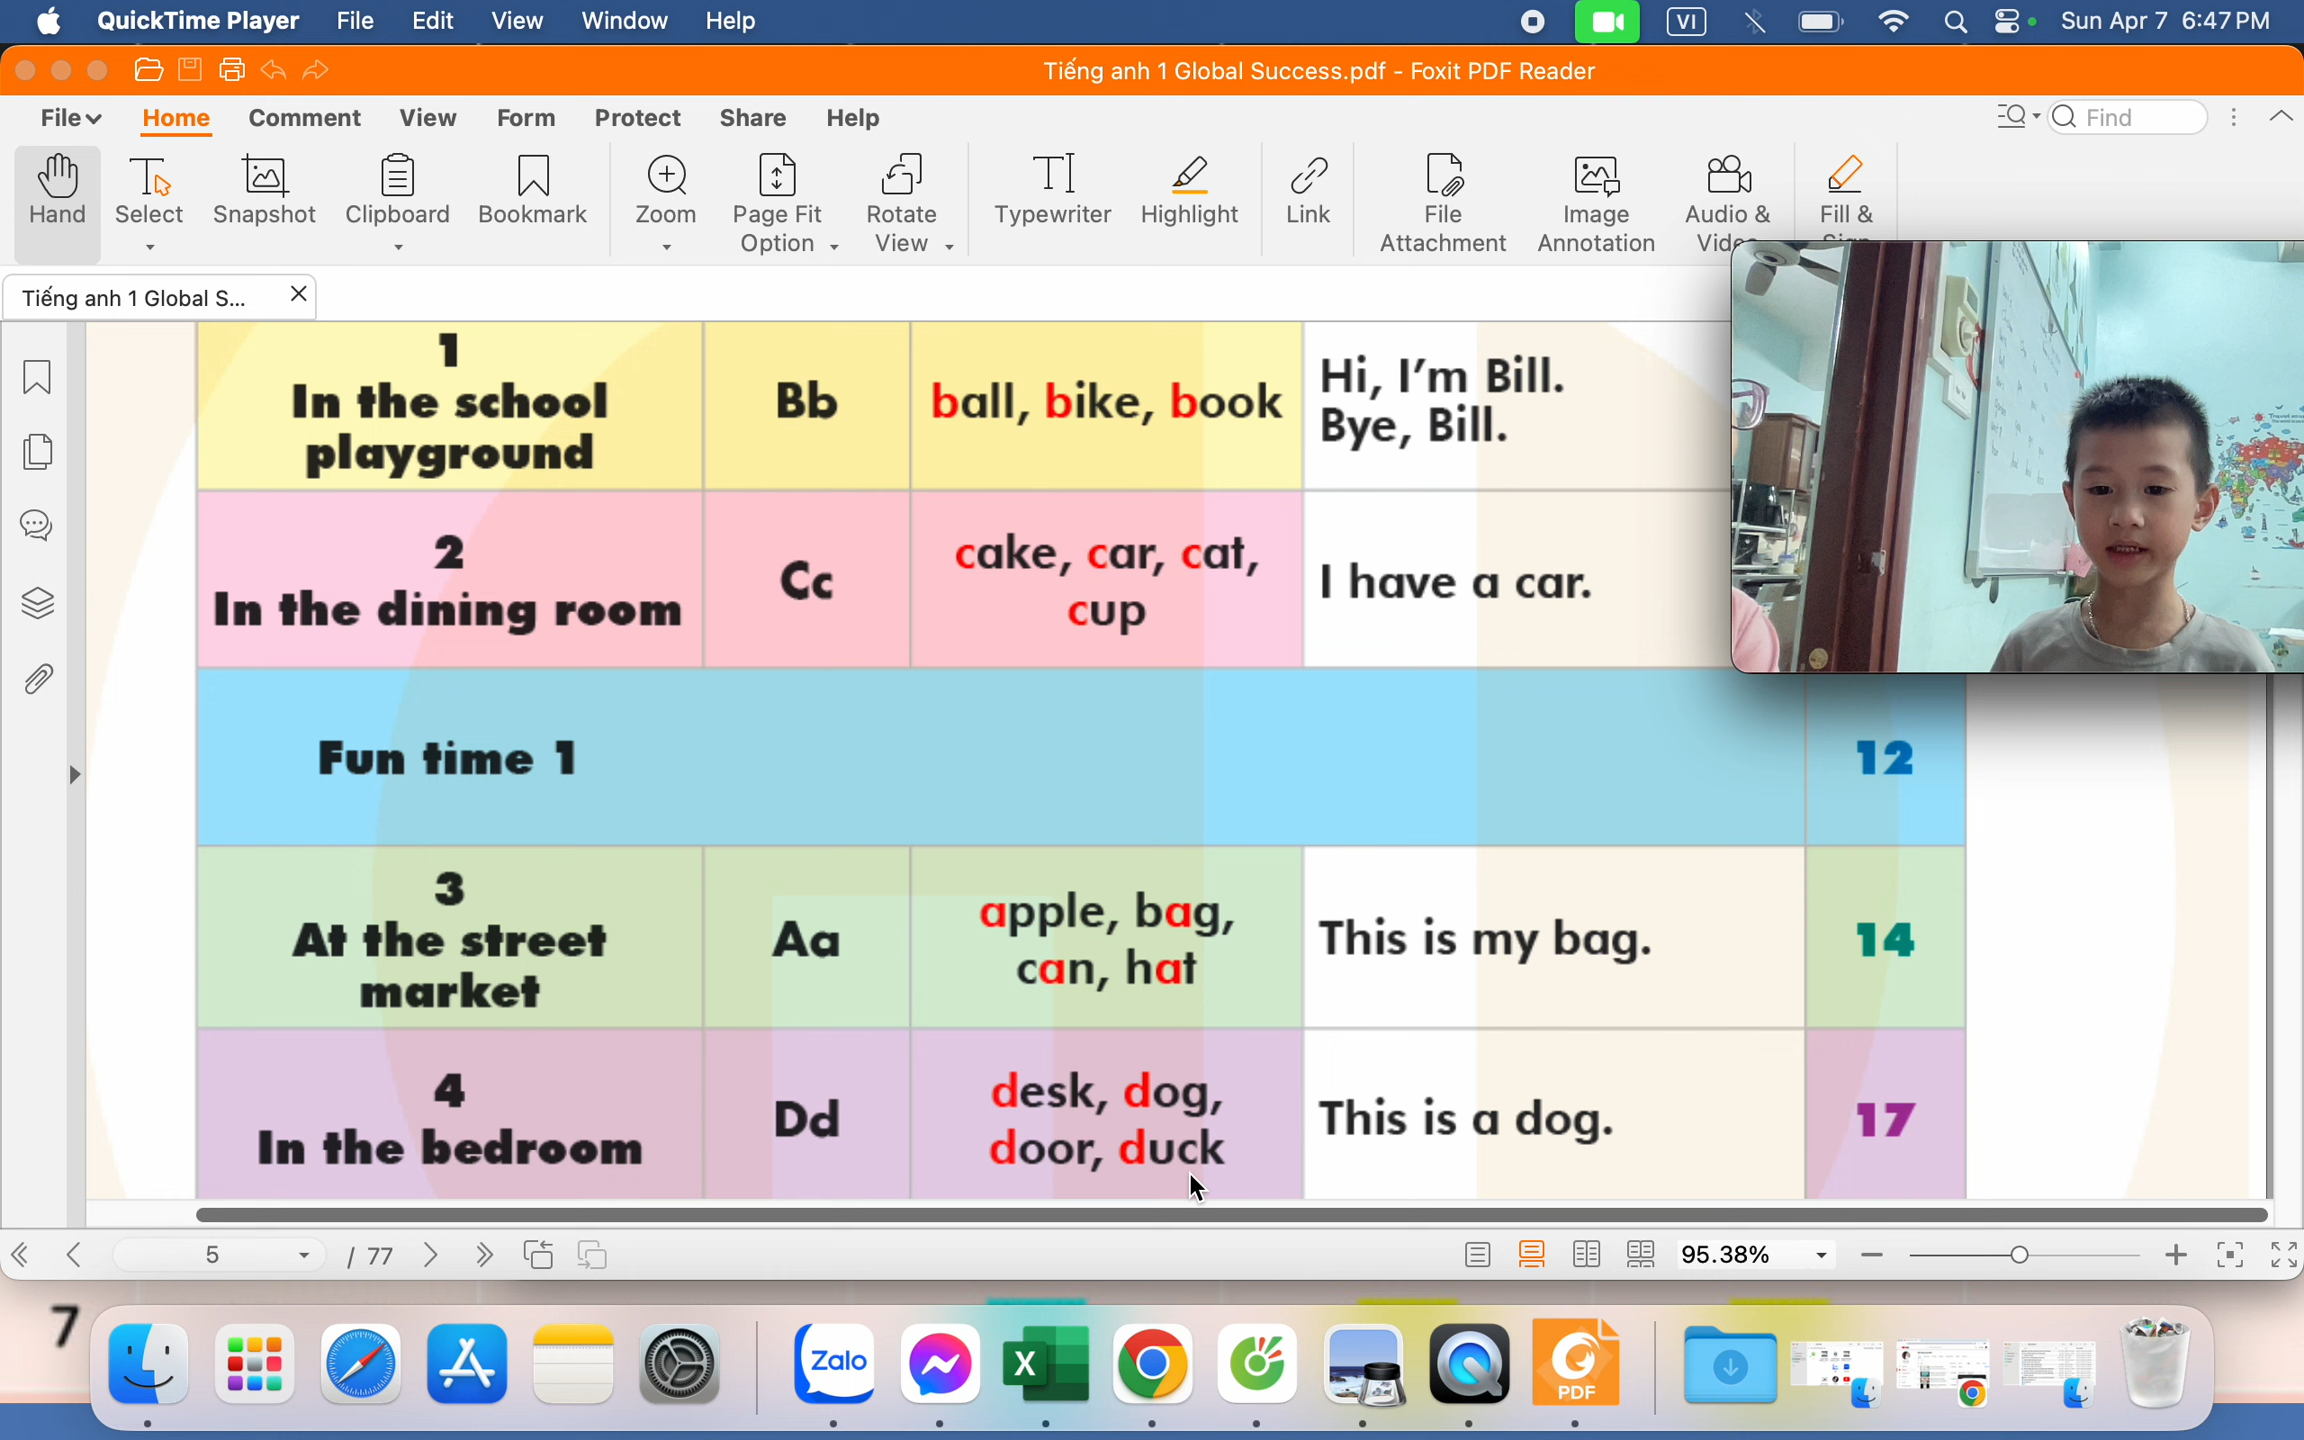 QuickTime Player File Edit View Window Help VI Sun Apr 7 6:47 PM
Tiếng anh 1 Global Success.pdf - Foxit PDF Reader
File Home Comment View Form Protect Share Help Find
Hand Select Snapshot Clipboard Bookmark Zoom Page Fit Option Rotate View Typewriter Highlight Link File Attachment Image Annotation Audio & Video Fill & Sign
Tiếng anh 1 Global S...
1
In the school
playground
Bb
ball, bike, book
Hi, I'm Bill.
Bye, Bill.
2
In the dining room
Cc
cake, car, cat,
cup
I have a car.
Fun time 1
12
3
At the street
market
Aa
apple, bag,
can, hat
This is my bag.
14
4
In the bedroom
Dd
desk, dog,
door, duck
This is a dog.
17
5 / 77 95.38%
7
Zalo
X
PDF